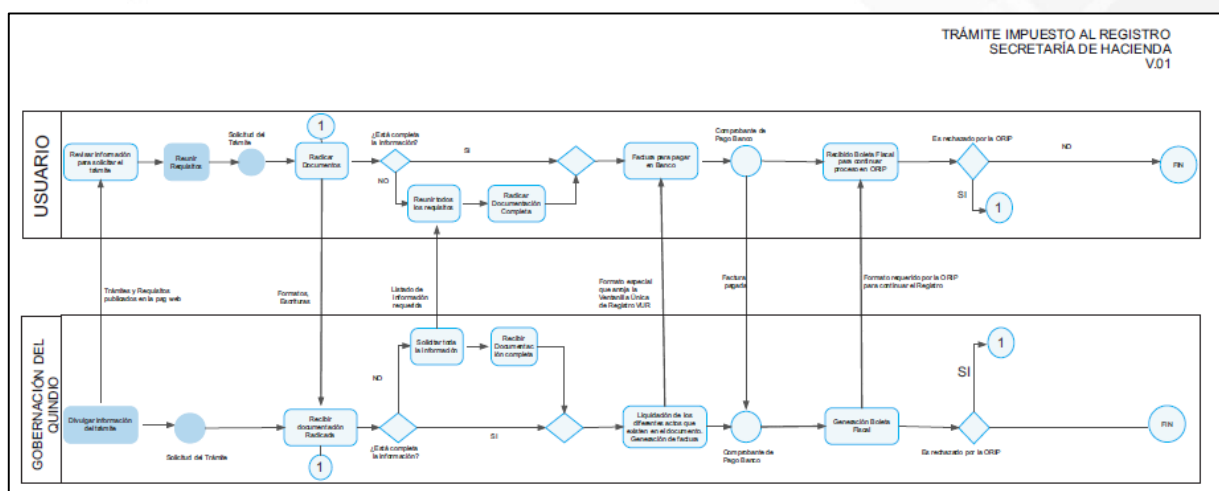 TRÁMITE IMPUESTO AL REGISTRO
SECRETARÍA DE HACIENDA
V.01
USUARIO
Revisar información
para solicitar el
trámite
Reunir
Requisitos
Solicitud del
Trámite
1
Radicar
Documentos
¿Está completa
la información?
SI
NO
Reunir todos
los requisitos
Radicar
Documentación
Completa
Factura para pagar
en Banco
Comprobante de
Pago Banco
Recibido Boleta Fiscal
para continuar
proceso en ORIP
Es rechazado por la ORIP
NO
SI
1
FIN
Trámites y Requisitos
publicados en la pag web
Formatos,
Escrituras
Listado de
Información
requerida
Formato especial
que arroja la
Ventanilla Única
de Registro VUR
Factura
pagada
Formato requerido por la ORIP
para continuar el Registro
GOBERNACIÓN DEL
QUINDIO
Divulgar información
del trámite
Solicitud del Trámite
Recibir
documentación
Radicada
1
¿Está completa
la información?
NO
SI
Solicitar toda
la información
Recibir
Documentac
ión completa
Liquidación de los
diferentes actos que
existen en el documento.
Generación de factura
Comprobante de
Pago Banco
Generación Boleta
Fiscal
Es rechazado por la ORIP
SI
1
FIN